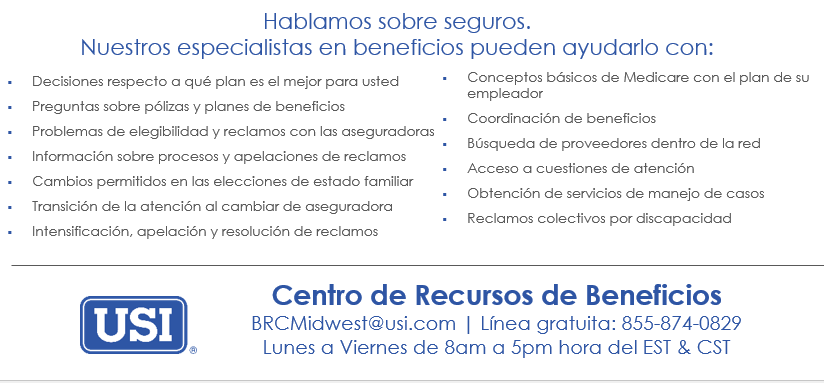 Hablamos sobre seguros.
Nuestros especialistas en beneficios pueden ayudarlo con:
▪ Decisiones respecto a qué plan es el mejor para usted
▪ Preguntas sobre pólizas y planes de beneficios
▪ Problemas de elegibilidad y reclamos con las aseguradoras
▪ Información sobre procesos y apelaciones de reclamos
▪ Cambios permitidos en las elecciones de estado familiar
▪ Transición de la atención al cambiar de aseguradora
▪ Intensificación, apelación y resolución de reclamos
▪ Conceptos básicos de Medicare con el plan de su
empleador
▪ Coordinación de beneficios
▪ Búsqueda de proveedores dentro de la red
▪ Acceso a cuestiones de atención
▪ Obtención de servicios de manejo de casos
▪ Reclamos colectivos por discapacidad
USI®
Centro de Recursos de Beneficios
BRCMidwest@usi.com | Línea gratuita: 855-874-0829
Lunes a Viernes de 8am a 5pm hora del EST & CST